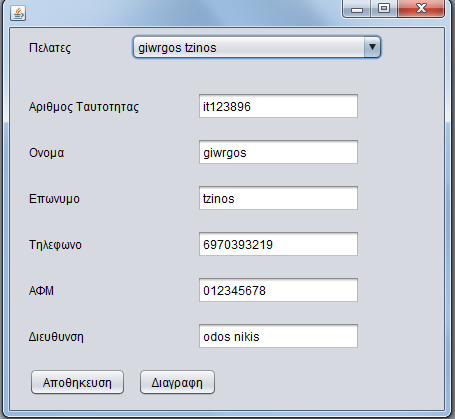 Πελατες giwrgos tzinos
Αριθμος Ταυτοτητας it123896
Ονομα giwrgos
Επωνυμο tzinos
Τηλεφωνο 6970393219
ΑΦΜ 012345678
Διευθυνση odos nikis
Αποθηκευση Διαγραφη